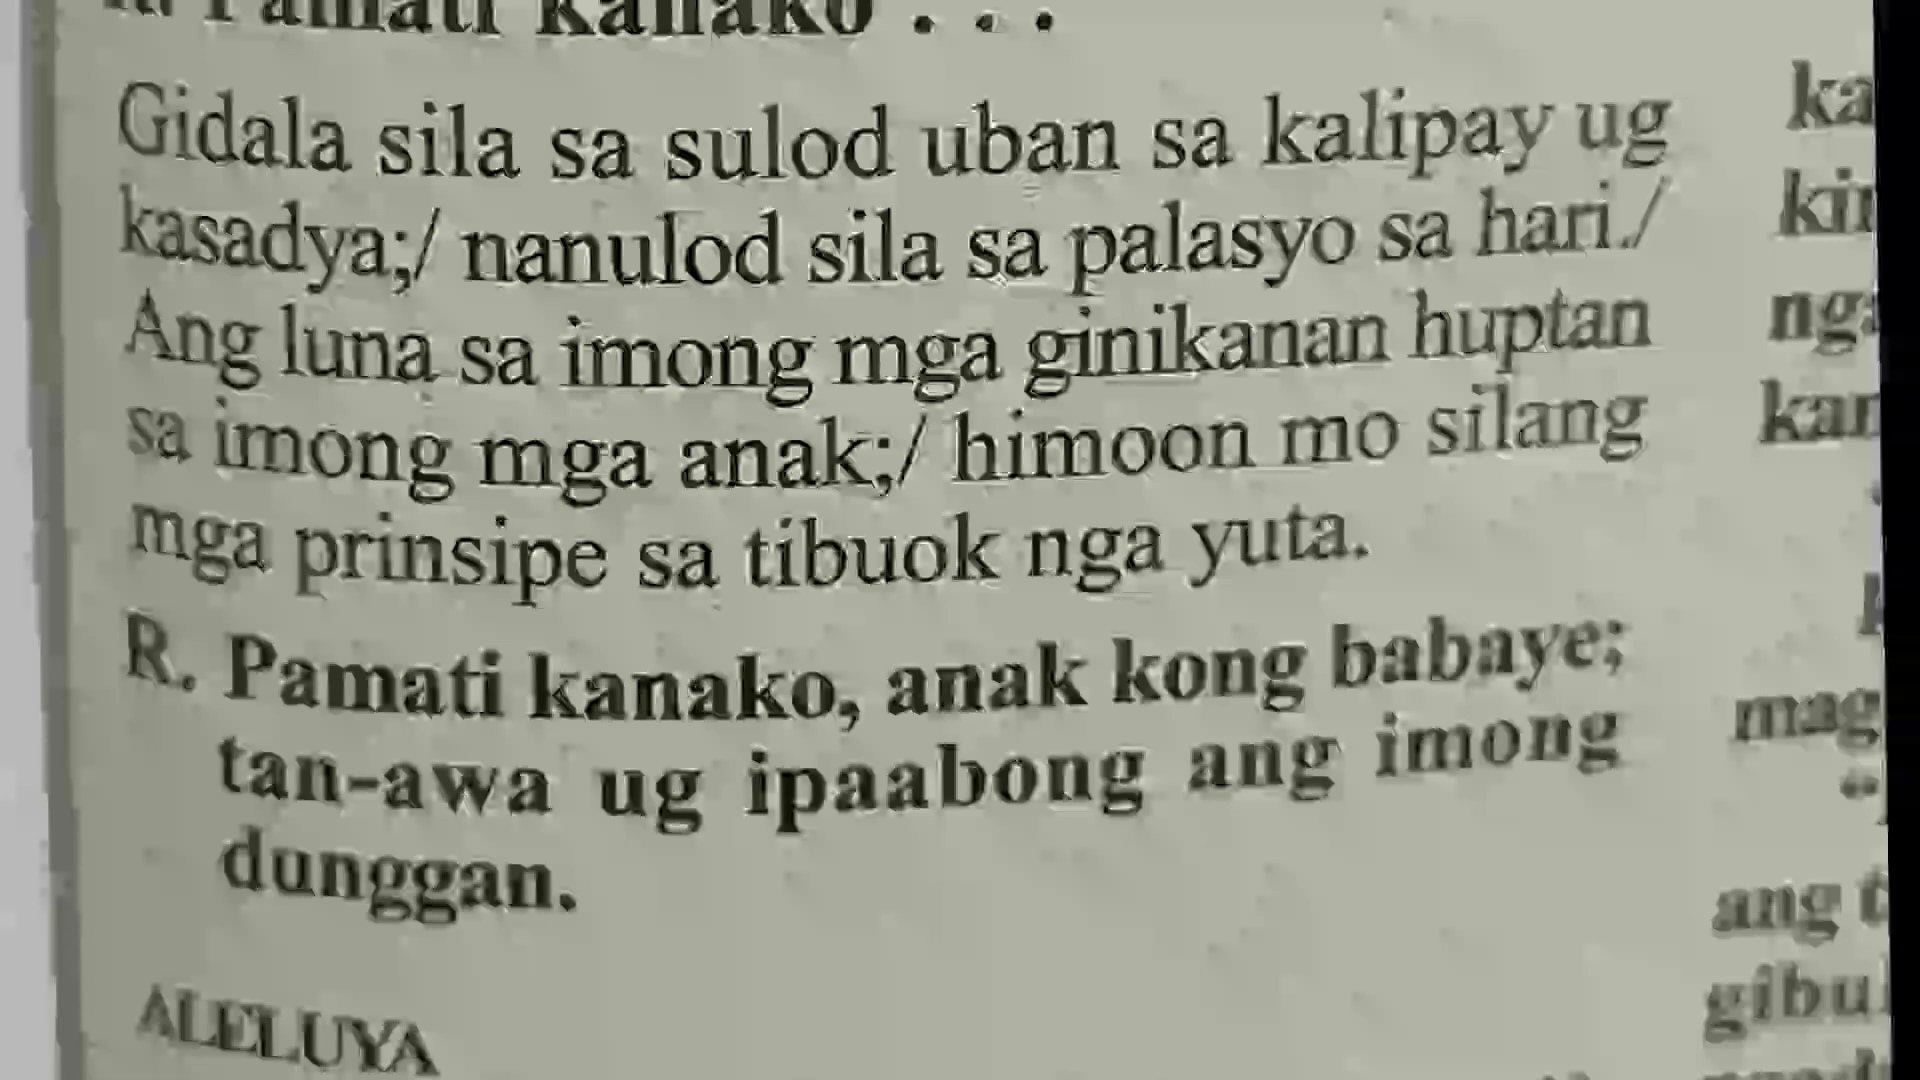 Pamati kanako . . .
Gidala sila sa sulod uban sa kalipay ug
kasadya;/ nanulod sila sa palasyo sa hari./
Ang luna sa imong mga ginikanan huptan
sa imong mga anak;/ himoon mo silang
mga prinsipe sa tibuok nga yuta.
R. Pamati kanako, anak kong babaye;
tan-awa ug ipaabong ang imong
dunggan.
ALELUYA